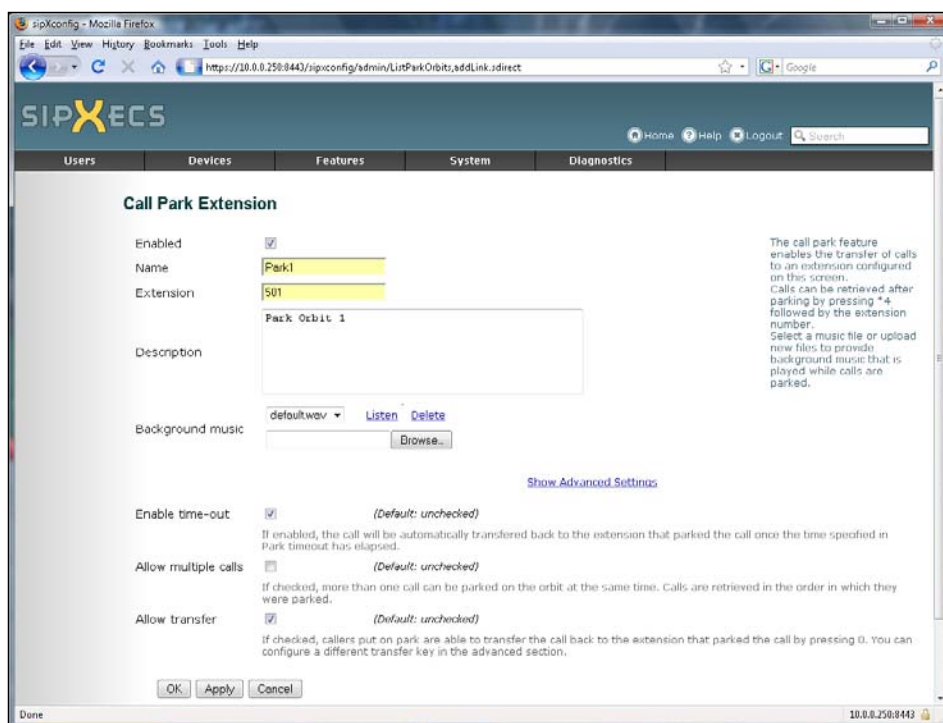 sipXconfig - Mozilla Firefox
File Edit View History Bookmarks Tools Help
https://10.0.0.250:8443/sipxconfig/admin/ListParkOrbits,addLink.sdirect
Google
SIPXECS
Home Help Logout Search
Users Devices Features System Diagnostics
Call Park Extension
Enabled
Name Park1
Extension 501
Description Park Orbit 1
Background music defaultwav Listen Delete
Browse..
Show Advanced Settings
Enable time-out (Default: unchecked)
If enabled, the call will be automatically transfered back to the extension that parked the call once the time specified in
Park timeout has elapsed.
Allow multiple calls (Default: unchecked)
If checked, more than one call can be parked on the orbit at the same time. Calls are retrieved in the order in which they
were parked.
Allow transfer (Default: unchecked)
If checked, callers put on park are able to transfer the call back to the extension that parked the call by pressing 0. You can
configure a different transfer key in the advanced section.
OK Apply Cancel
The call park feature
enables the transfer of calls
to an extension configured
on this screen.
Calls can be retrieved after
parking by pressing *4
followed by the extension
number.
Select a music file or upload
new files to provide
background music that is
played while calls are
parked.
Done 10.0.0.250:8443